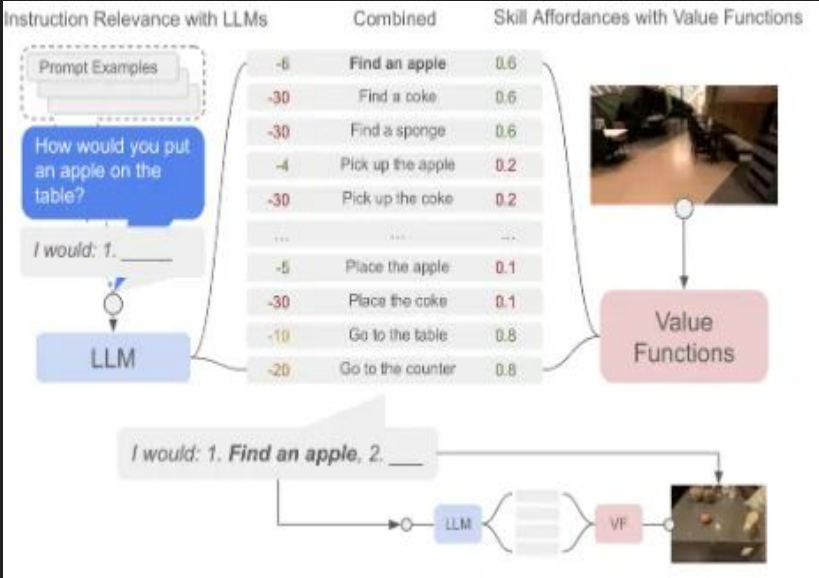 Instruction Relevance with LLMs
Combined
Skill Affordances with Value Functions
Prompt Examples
How would you put
an apple on the
table?
I would: 1. _____
LLM
-6 Find an apple 0.6
-30 Find a coke 0.6
-30 Find a sponge 0.6
-4 Pick up the apple 0.2
-30 Pick up the coke 0.2
... ... ...
-5 Place the apple 0.1
-30 Place the coke 0.1
-10 Go to the table 0.8
-20 Go to the counter 0.8
Value
Functions
I would: 1. Find an apple, 2. ___
LLM
VF